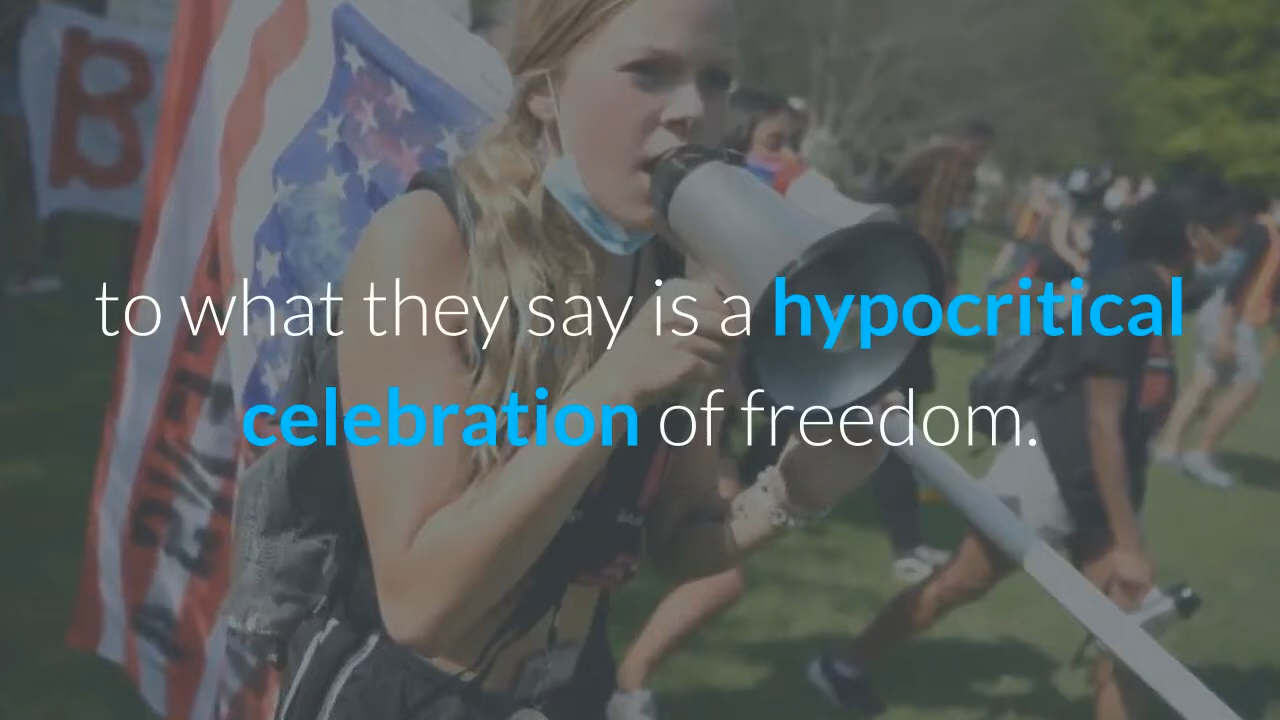 B
to what they say is a hypocritical
celebration of freedom.